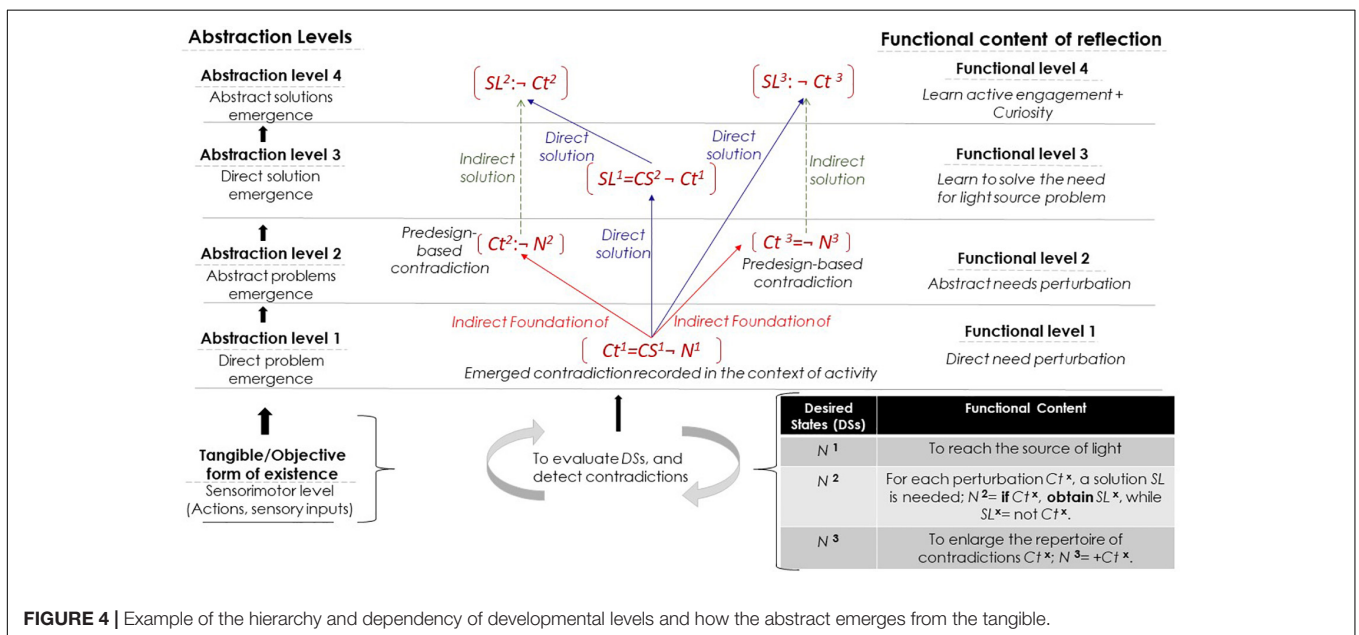 Abstraction Levels
Functional content of reflection
Abstraction level 4
Abstract solutions
emergence
[SL²:¬ Ct²]
[SL³:¬ Ct ³]
Functional level 4
Learn active engagement +
Curiosity
Abstraction level 3
Direct solution
emergence
Indirect
solution
Direct
solution
[SL¹=CS²¬ Ct¹]
Direct
solution
Indirect
solution
Functional level 3
Learn to solve the need
for light source problem
Abstraction level 2
Abstract problems
emergence
Predesign-
based
contradiction
[Ct²:¬ N²]
Direct
solution
[Ct ³=¬ N³]
Predesign-based
contradiction
Functional level 2
Abstract needs perturbation
Abstraction level 1
Direct problem
emergence
Indirect Foundation of
Indirect Foundation of
[Ct¹=CS¹¬ N¹]
Emerged contradiction recorded in the context of activity
Functional level 1
Direct need perturbation
Tangible/Objective
form of existence
Sensorimotor level
(Actions, sensory inputs)
To evaluate DSs, and
detect contradictions
Desired
States (DSs)
Functional Content
N ¹
To reach the source of light
N ²
For each perturbation Ct ˣ, a solution SL
is needed; N ²= if Ct ˣ, obtain SL ˣ, while
SL ˣ= not Ct ˣ.
N ³
To enlarge the repertoire of
contradictions Ct ˣ; N ³= +Ct ˣ.
FIGURE 4 | Example of the hierarchy and dependency of developmental levels and how the abstract emerges from the tangible.